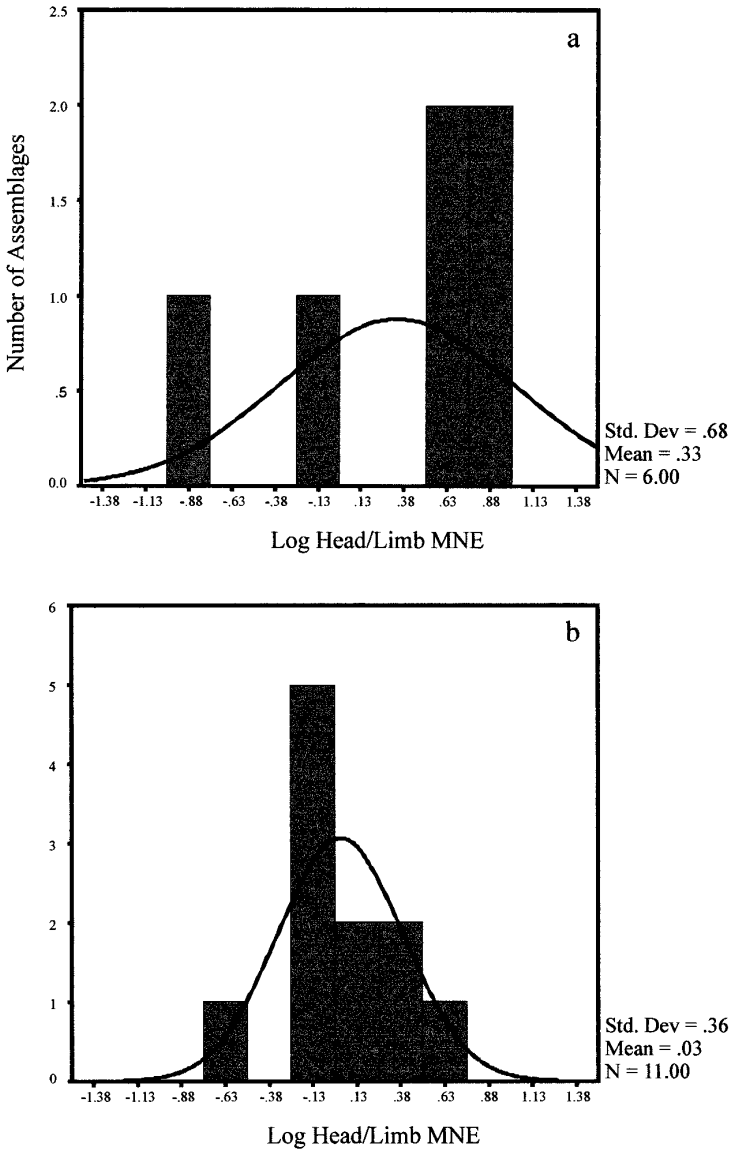 a
2.5
2.0
1.5
1.0
.5
0.0
Number of Assemblages
-1.38 -1.13 -.88 -.63 -.38 -.13 .13 .38 .63 .88 1.13 1.38
Log Head/Limb MNE
Std. Dev = .68
Mean = .33
N = 6.00
b
6
5
4
3
2
1
0
-1.38 -1.13 -.88 -.63 -.38 -.13 .13 .38 .63 .88 1.13 1.38
Log Head/Limb MNE
Std. Dev = .36
Mean = .03
N = 11.00